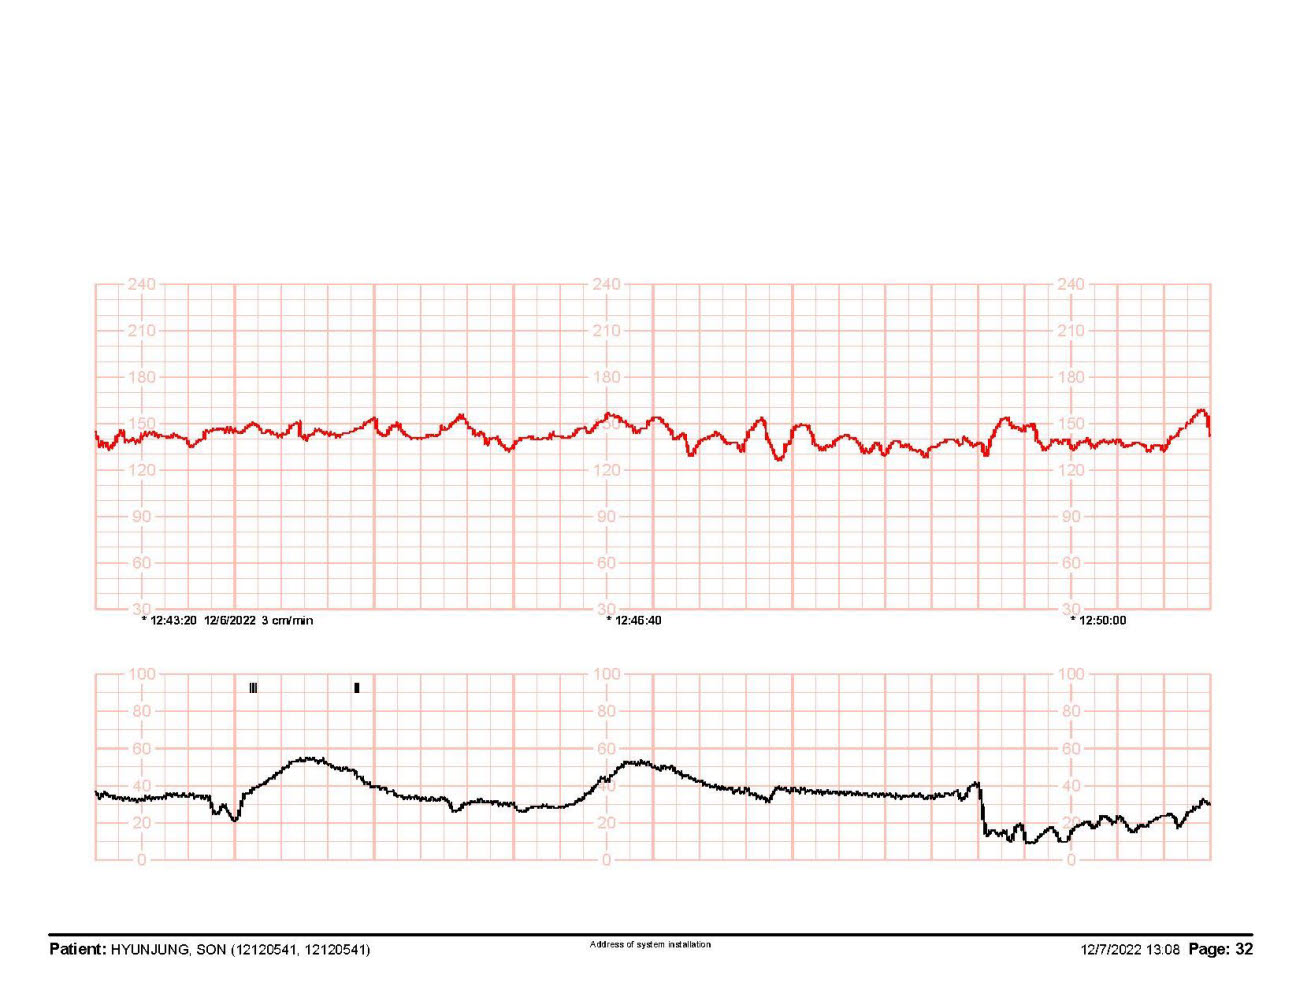 240 240 240
210 210 210
180 180 180
150 150 150
120 120 120
90 90 90
60 60 60
30 30 30
* 12:43:20 12/6/2022 3 cm/min * 12:46:40 * 12:50:00
100 100 100
80 80 80
60 60 60
40 40 40
20 20 20
0 0 0
Patient: HYUNJUNG, SON (12120541, 12120541) Address of system installation 12/7/2022 13:08 Page: 32